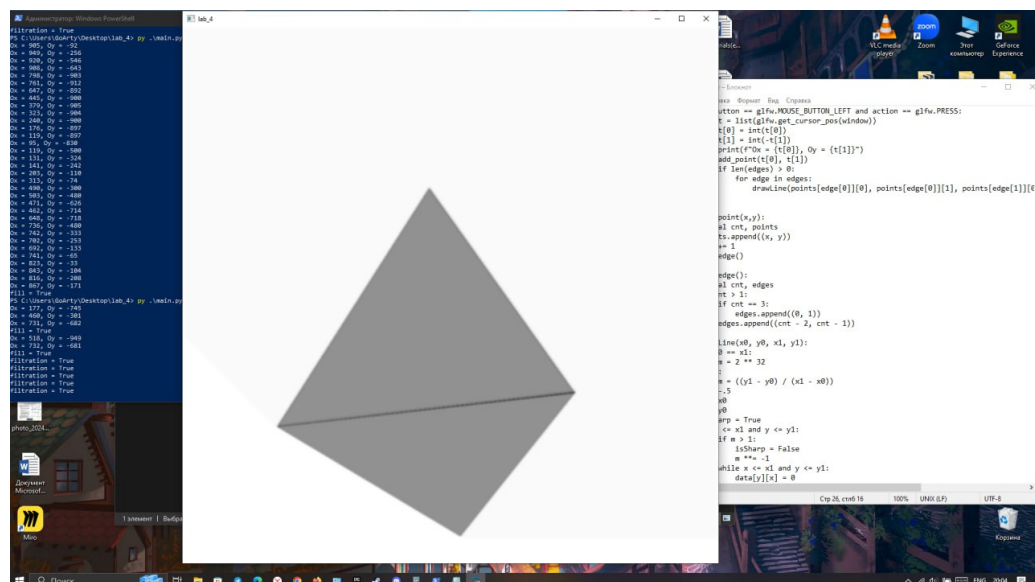 Администратор: Windows PowerShell
filtration = True
PS C:\Users\GoArty\Desktop\lab_4> py .\main.py
Ox = 905, Oy = -92
Ox = 949, Oy = -256
Ox = 920, Oy = -546
Ox = 908, Oy = -643
Ox = 798, Oy = -903
Ox = 761, Oy = -912
Ox = 647, Oy = -892
Ox = 445, Oy = -900
Ox = 379, Oy = -905
Ox = 323, Oy = -904
Ox = 240, Oy = -900
Ox = 176, Oy = -897
Ox = 119, Oy = -897
Ox = 95, Oy = -830
Ox = 119, Oy = -500
Ox = 131, Oy = -324
Ox = 141, Oy = -242
Ox = 203, Oy = -110
Ox = 313, Oy = -74
Ox = 490, Oy = -300
Ox = 503, Oy = -480
Ox = 471, Oy = -626
Ox = 462, Oy = -714
Ox = 648, Oy = -718
Ox = 736, Oy = -480
Ox = 742, Oy = -333
Ox = 702, Oy = -253
Ox = 692, Oy = -133
Ox = 741, Oy = -65
Ox = 823, Oy = -33
Ox = 843, Oy = -104
Ox = 816, Oy = -208
Ox = 867, Oy = -171
fill = True
PS C:\Users\GoArty\Desktop\lab_4> py .\main.py
Ox = 177, Oy = -745
Ox = 460, Oy = -301
Ox = 731, Oy = -682
fill = True
Ox = 518, Oy = -949
Ox = 732, Oy = -681
fill = True
filtration = True
filtration = True
filtration = True
filtration = True
filtration = True
lab_4
VLC media player
Zoom
Этот компьютер
GeForce Experience
– Блокнот
Формат Вид Справка
utton == glfw.MOUSE_BUTTON_LEFT and action == glfw.PRESS:
t = list(glfw.get_cursor_pos(window))
t[0] = int(t[0])
t[1] = int(-t[1])
print(f"Ox = {t[0]}, Oy = {t[1]}")
add_point(t[0], t[1])
if len(edges) > 0:
for edge in edges:
drawLine(points[edge[0]][0], points[edge[0]][1], points[edge[1]][0
point(x,y):
al cnt, points
ts.append((x, y))
+= 1
edge()
edge():
al cnt, edges
nt > 1:
if cnt == 3:
edges.append((0, 1))
edges.append((cnt - 2, cnt - 1))
Line(x0, y0, x1, y1):
0 == x1:
m = 2 ** 32
:
m = ((y1 - y0) / (x1 - x0))
-.5
x0
y0
arp = True
<= x1 and y <= y1:
if m > 1:
isSharp = False
m **= -1
while x <= x1 and y <= y1:
data[y][x] = 0
Стр 26, стлб 16 100% UNIX (LF) UTF-8
photo_2024...
Документ Microsof...
Miro
1 элемент
Корзина
Поиск
ENG 20:04